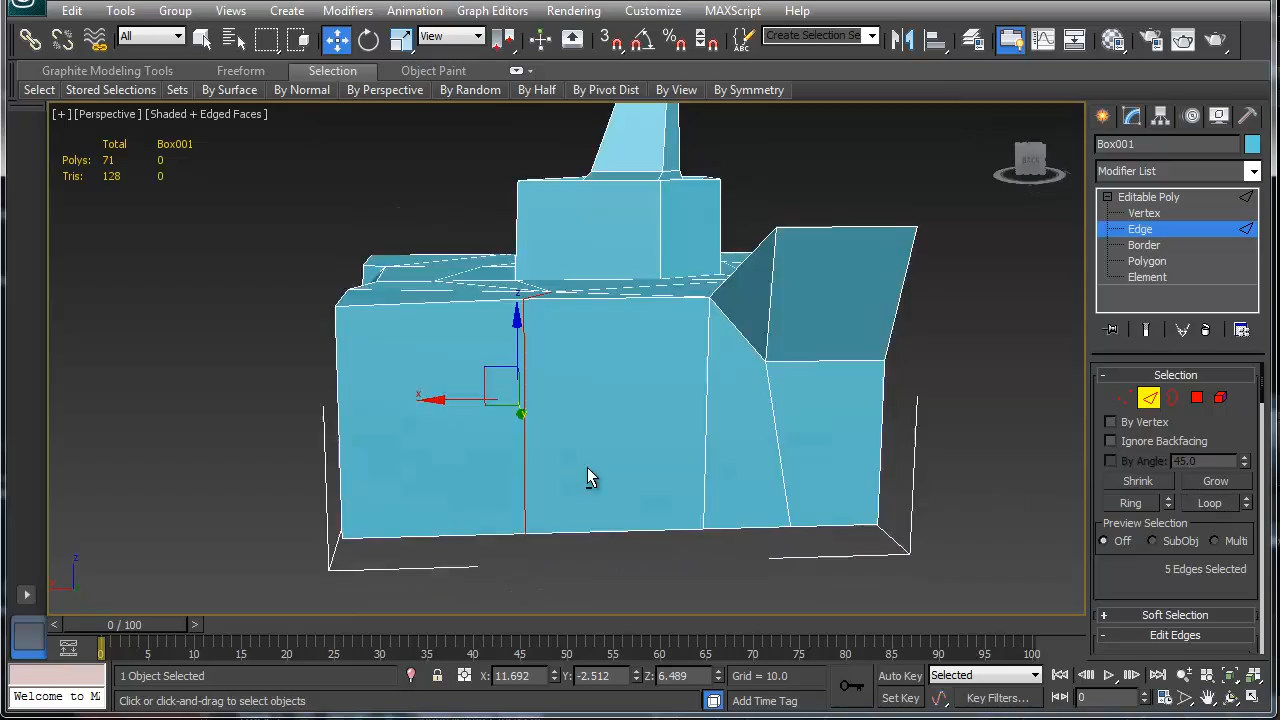 Edit Tools Group Views Create Modifiers Animation Graph Editors Rendering Customize MAXScript Help
All View 3 Create Selection Se
Graphite Modeling Tools Freeform Selection Object Paint
Select Stored Selections Sets By Surface By Normal By Perspective By Random By Half By Pivot Dist By View By Symmetry
[+] [Perspective] [Shaded + Edged Faces]
Total Box001
Polys: 71 0
Tris: 128 0
BACK
z
x
z
Box001
Modifier List
Editable Poly
Vertex
Edge
Border
Polygon
Element
- Selection
By Vertex
Ignore Backfacing
By Angle: 45.0
Shrink Grow
Ring Loop
Preview Selection
Off SubObj Multi
5 Edges Selected
+ Soft Selection
- Edit Edges
< 0 / 100 >
0 5 10 15 20 25 30 35 40 45 50 55 60 65 70 75 80 85 90 95 100
1 Object Selected X: 11.692 Y: -2.512 Z: 6.489 Grid = 10.0 Auto Key Selected
Welcome to M Click or click-and-drag to select objects Add Time Tag Set Key Key Filters... 0